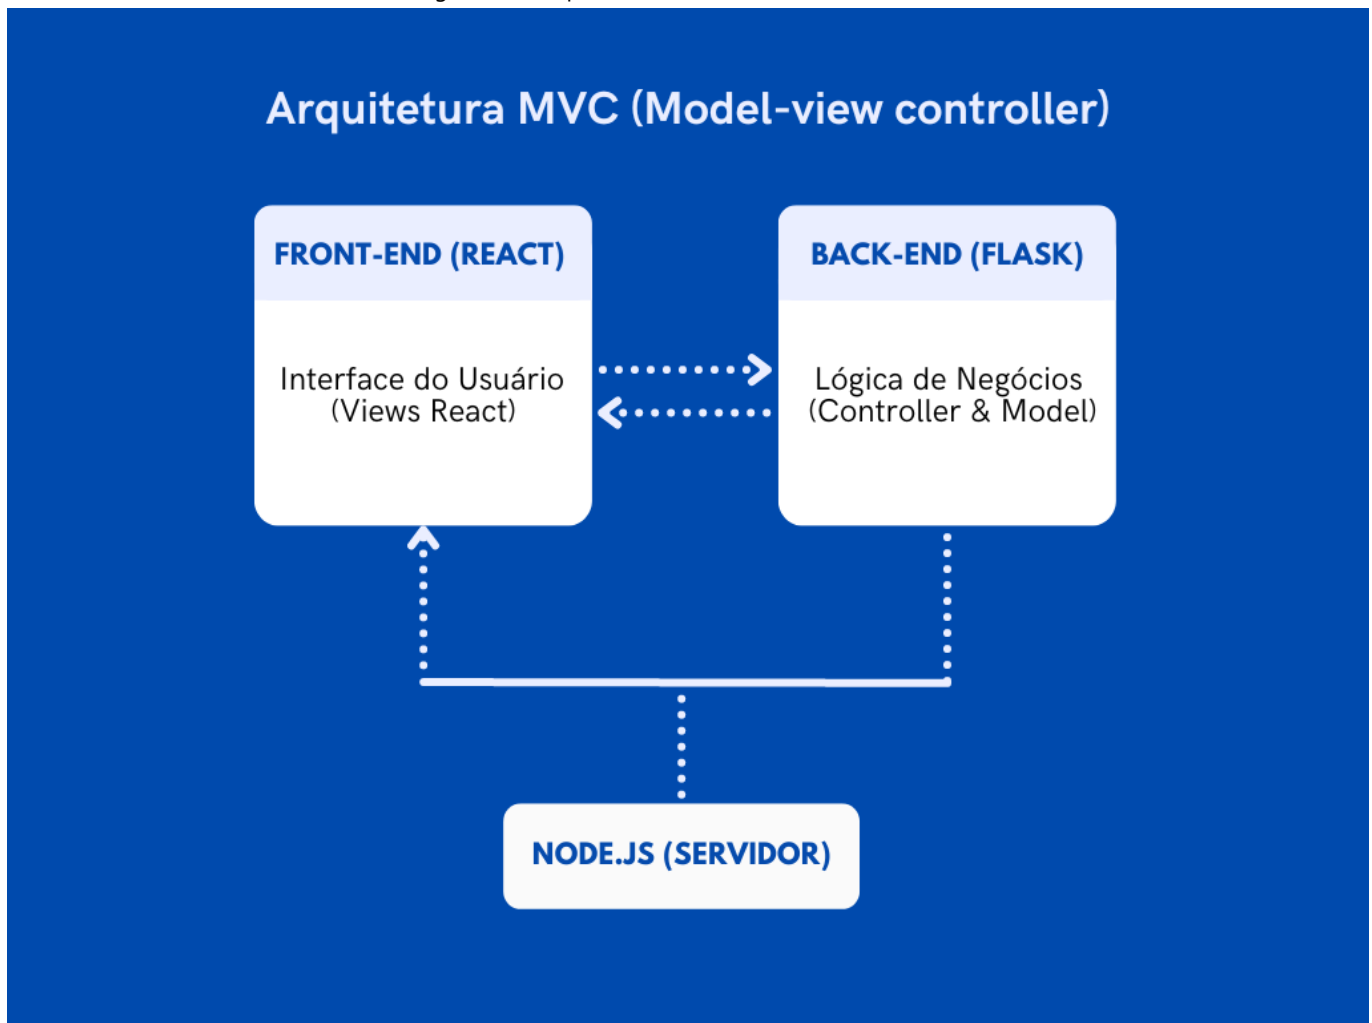 Arquitetura MVC (Model-view controller)
FRONT-END (REACT)
Interface do Usuário
(Views React)
BACK-END (FLASK)
Lógica de Negócios
(Controller & Model)
NODE.JS (SERVIDOR)